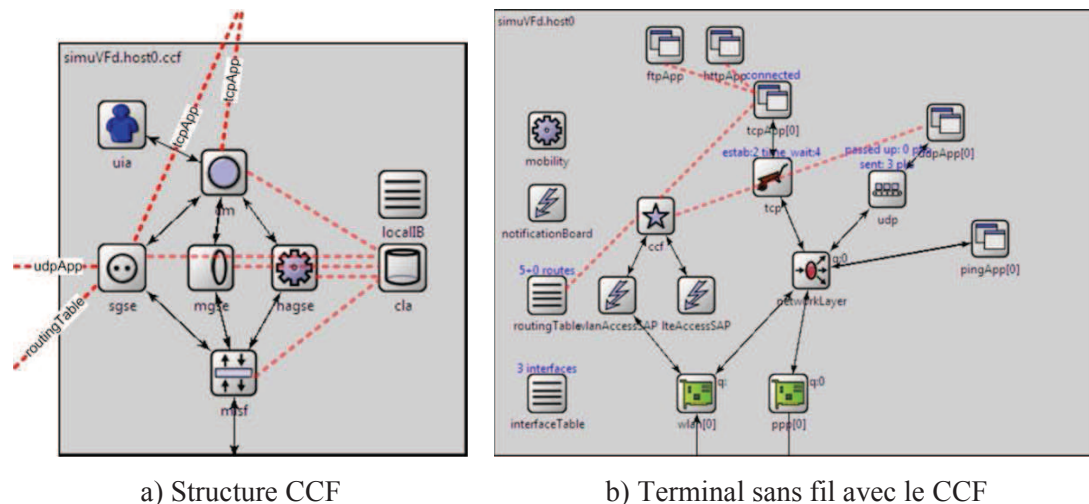 simuVFd.host0.ccf
tcpApp
tcpApp
uia
localIB
udpApp
sgse
mgse
hagse
cla
routingTable
simuVFd.host0
ftpApp
httpApp
connected
tcpApp[0]
mobility
estab:2 time_wait:4
passed up: 0 
udpApp[0]
sent: 3
tcp
udp
notificationBoard
ccf
q:0
pingApp[0]
networkLayer
5+0 routes
routingTable
wlanAccessSAP
lteAccessSAP
3 interfaces
q:
q:0
interfaceTable
wlan[0]
ppp[0]
a) Structure CCF
b) Terminal sans fil avec le CCF